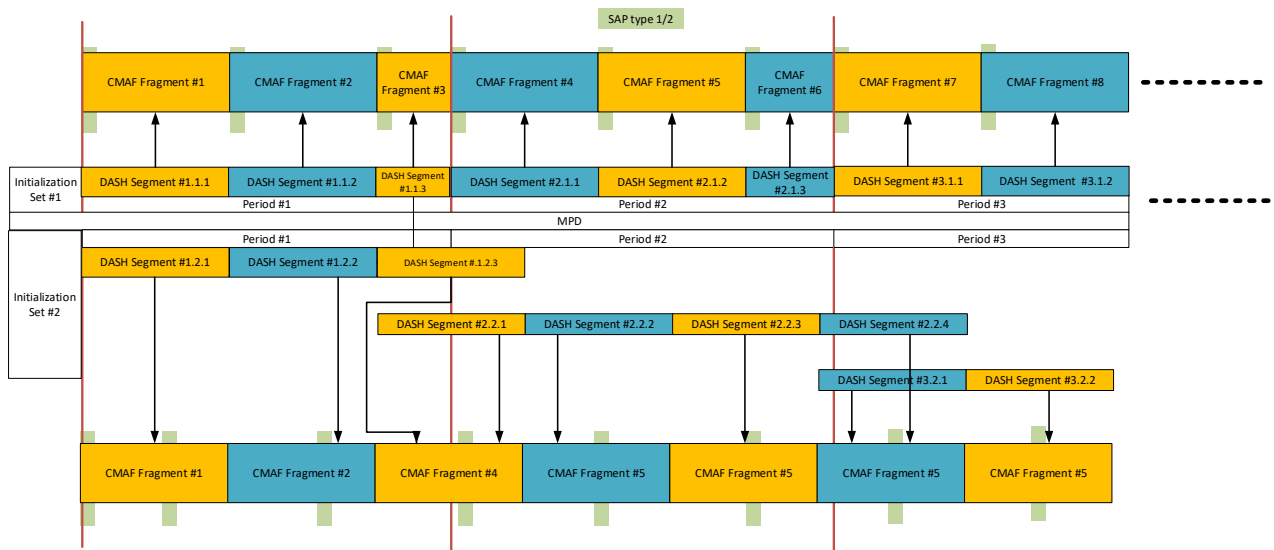 SAP type 1/2
CMAF Fragment #1
CMAF Fragment #2
CMAF
Fragment #3
CMAF Fragment #4
CMAF Fragment #5
CMAF
Fragment #6
CMAF Fragment #7
CMAF Fragment #8
Initialization
Set #1
DASH Segment #1.1.1
DASH Segment #1.1.2
DASH Segment
#1.1.3
DASH Segment #2.1.1
DASH Segment #2.1.2
DASH Segment
#2.1.3
DASH Segment #3.1.1
DASH Segment #3.1.2
Period #1
Period #2
Period #3
MPD
Period #1
Period #2
Period #3
Initialization
Set #2
DASH Segment #1.2.1
DASH Segment #1.2.2
DASH Segment#.1.2.3
DASH Segment #2.2.1
DASH Segment #2.2.2
DASH Segment #2.2.3
DASH Segment #2.2.4
DASH Segment #3.2.1
DASH Segment #3.2.2
CMAF Fragment #1
CMAF Fragment #2
CMAF Fragment #4
CMAF Fragment #5
CMAF Fragment #5
CMAF Fragment #5
CMAF Fragment #5